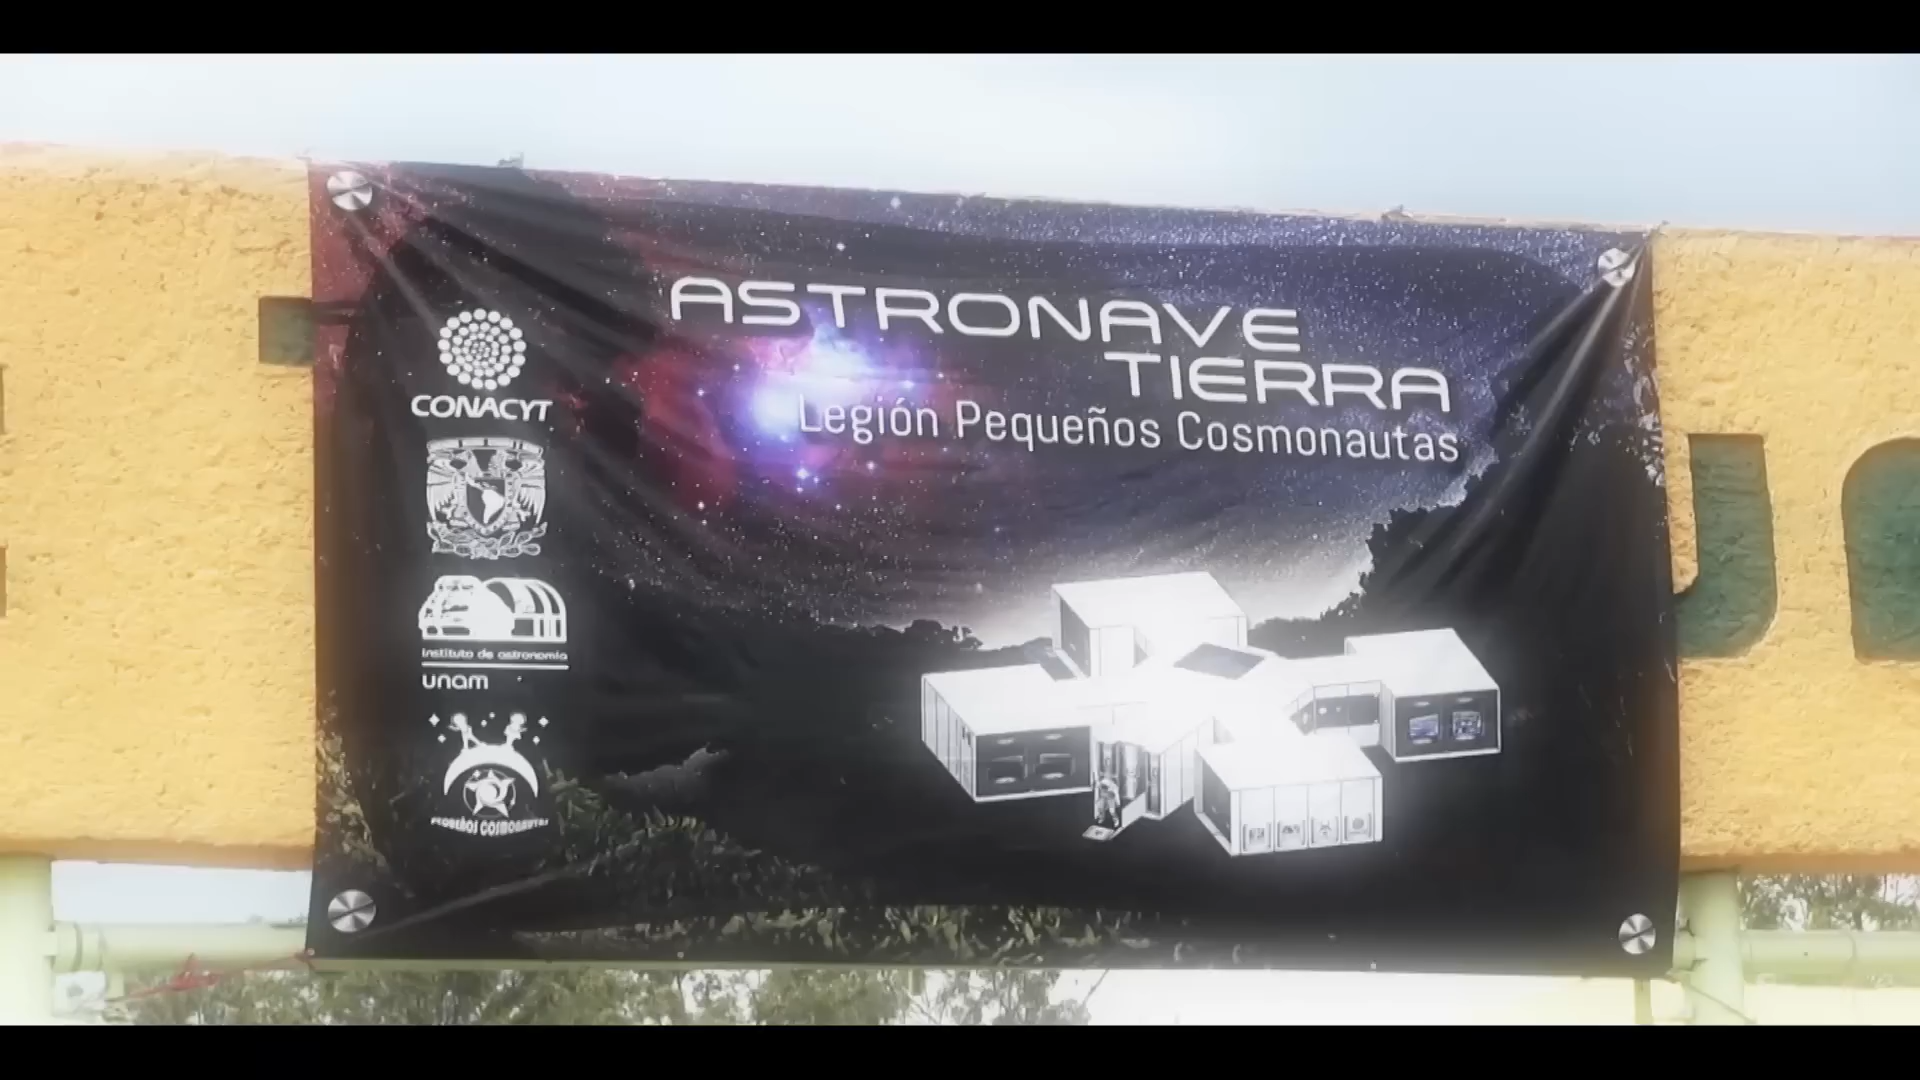 ASTRONAVE
TIERRA
Legión Pequeños Cosmonautas
CONACYT
instituto de astronomía
unam
PEQUEÑOS COSMONAUTAS